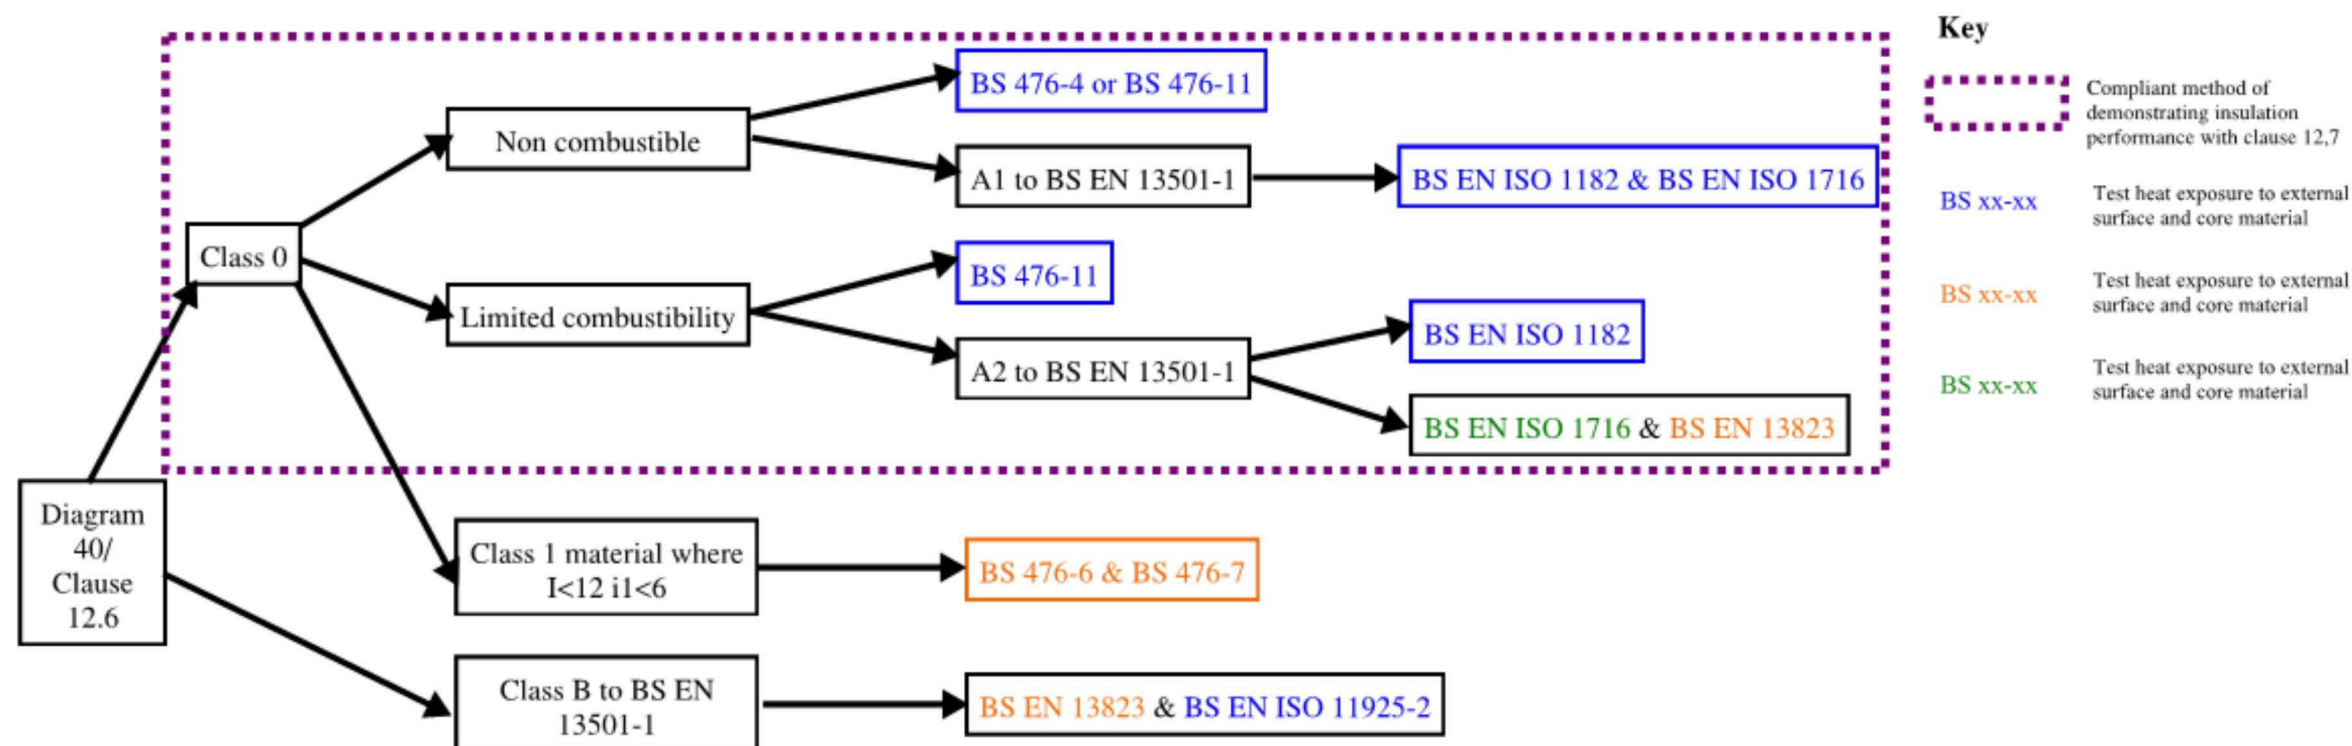 Key
BS 476-4 or BS 476-11
Compliant method of
demonstrating insulation
performance with clause 12,7
Non combustible
A1 to BS EN 13501-1
BS EN ISO 1182 & BS EN ISO 1716
BS xx-xx
Test heat exposure to external
surface and core material
Class 0
BS 476-11
BS xx-xx
Test heat exposure to external
surface and core material
Limited combustibility
BS EN ISO 1182
A2 to BS EN 13501-1
BS xx-xx
Test heat exposure to external
surface and core material
BS EN ISO 1716 & BS EN 13823
Diagram
40/
Clause
12.6
Class 1 material where
I<12 i1<6
BS 476-6 & BS 476-7
Class B to BS EN
13501-1
BS EN 13823 & BS EN ISO 11925-2